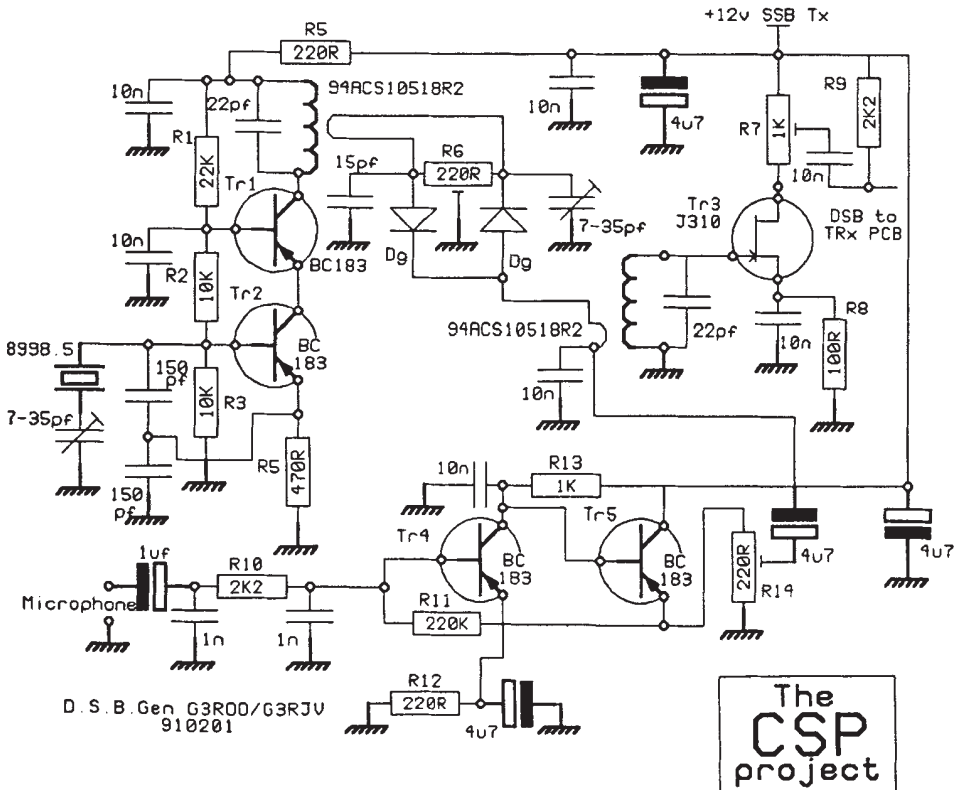 +12v SSB Tx
R5
220R
10n
22pf
94ACS10518R2
10n
4u7
R7
1K
R9
2K2
R1
22K
15pf
R6
220R
10n
Tr1
7-35pf
Tr3
J310
DSB to
TRx PCB
10n
BC183
Dg
Dg
R2
10K
Tr2
94ACS10518R2
22pf
R8
8998.5
BC
183
10n
100R
150
pf
10K
R3
10n
7-35pf
R5
470R
150
pf
10n
R13
1K
Tr4
Tr5
1uf
R10
2K2
BC
183
BC
183
220R
4u7
4u7
R14
Microphone
R11
220K
1n
1n
R12
220R
4u7
D.S.B.Gen G3ROO/G3RJV
910201
The
CSP
project